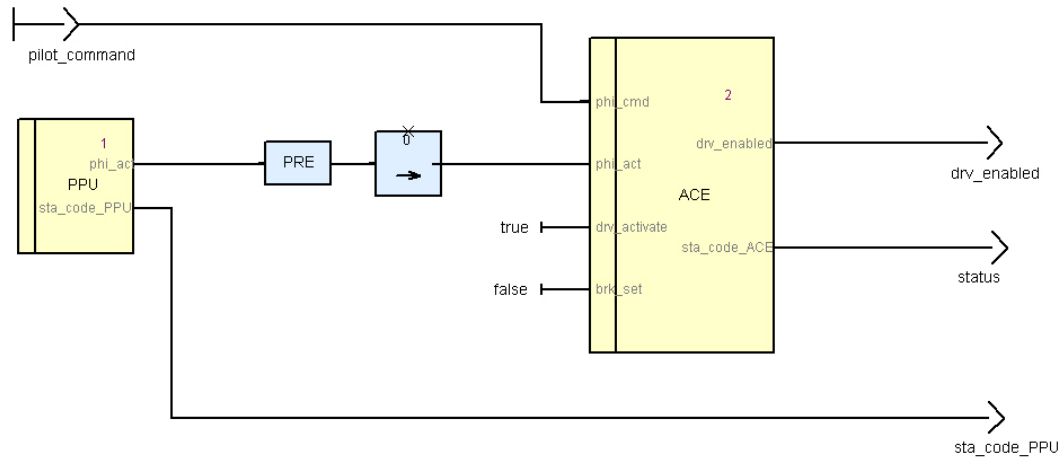 pilot_command
1
phi_act
PPU
sta_code_PPU
PRE
0
phi_cmd
phi_act
true
drv_activate
false
brk_set
2
ACE
drv_enabled
sta_code_ACE
drv_enabled
status
sta_code_PPU